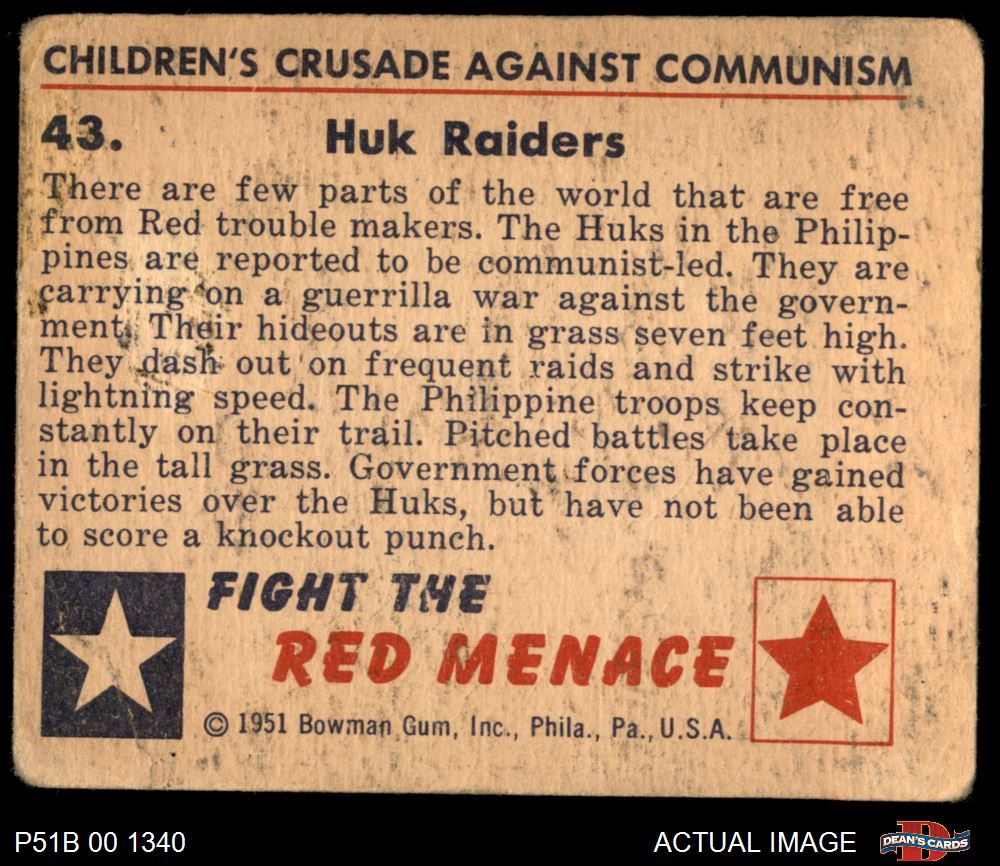 CHILDREN'S CRUSADE AGAINST COMMUNISM
43. Huk Raiders
There are few parts of the world that are free
from Red trouble makers. The Huks in the Philip-
pines are reported to be communist-led. They are
carrying on a guerrilla war against the govern-
ment. Their hideouts are in grass seven feet high.
They dash out on frequent raids and strike with
lightning speed. The Philippine troops keep con-
stantly on their trail. Pitched battles take place
in the tall grass. Government forces have gained
victories over the Huks, but have not been able
to score a knockout punch.
FIGHT THE
RED MENACE
© 1951 Bowman Gum, Inc., Phila., Pa., U.S.A.
P51B 00 1340 ACTUAL IMAGE DEAN'S CARDS